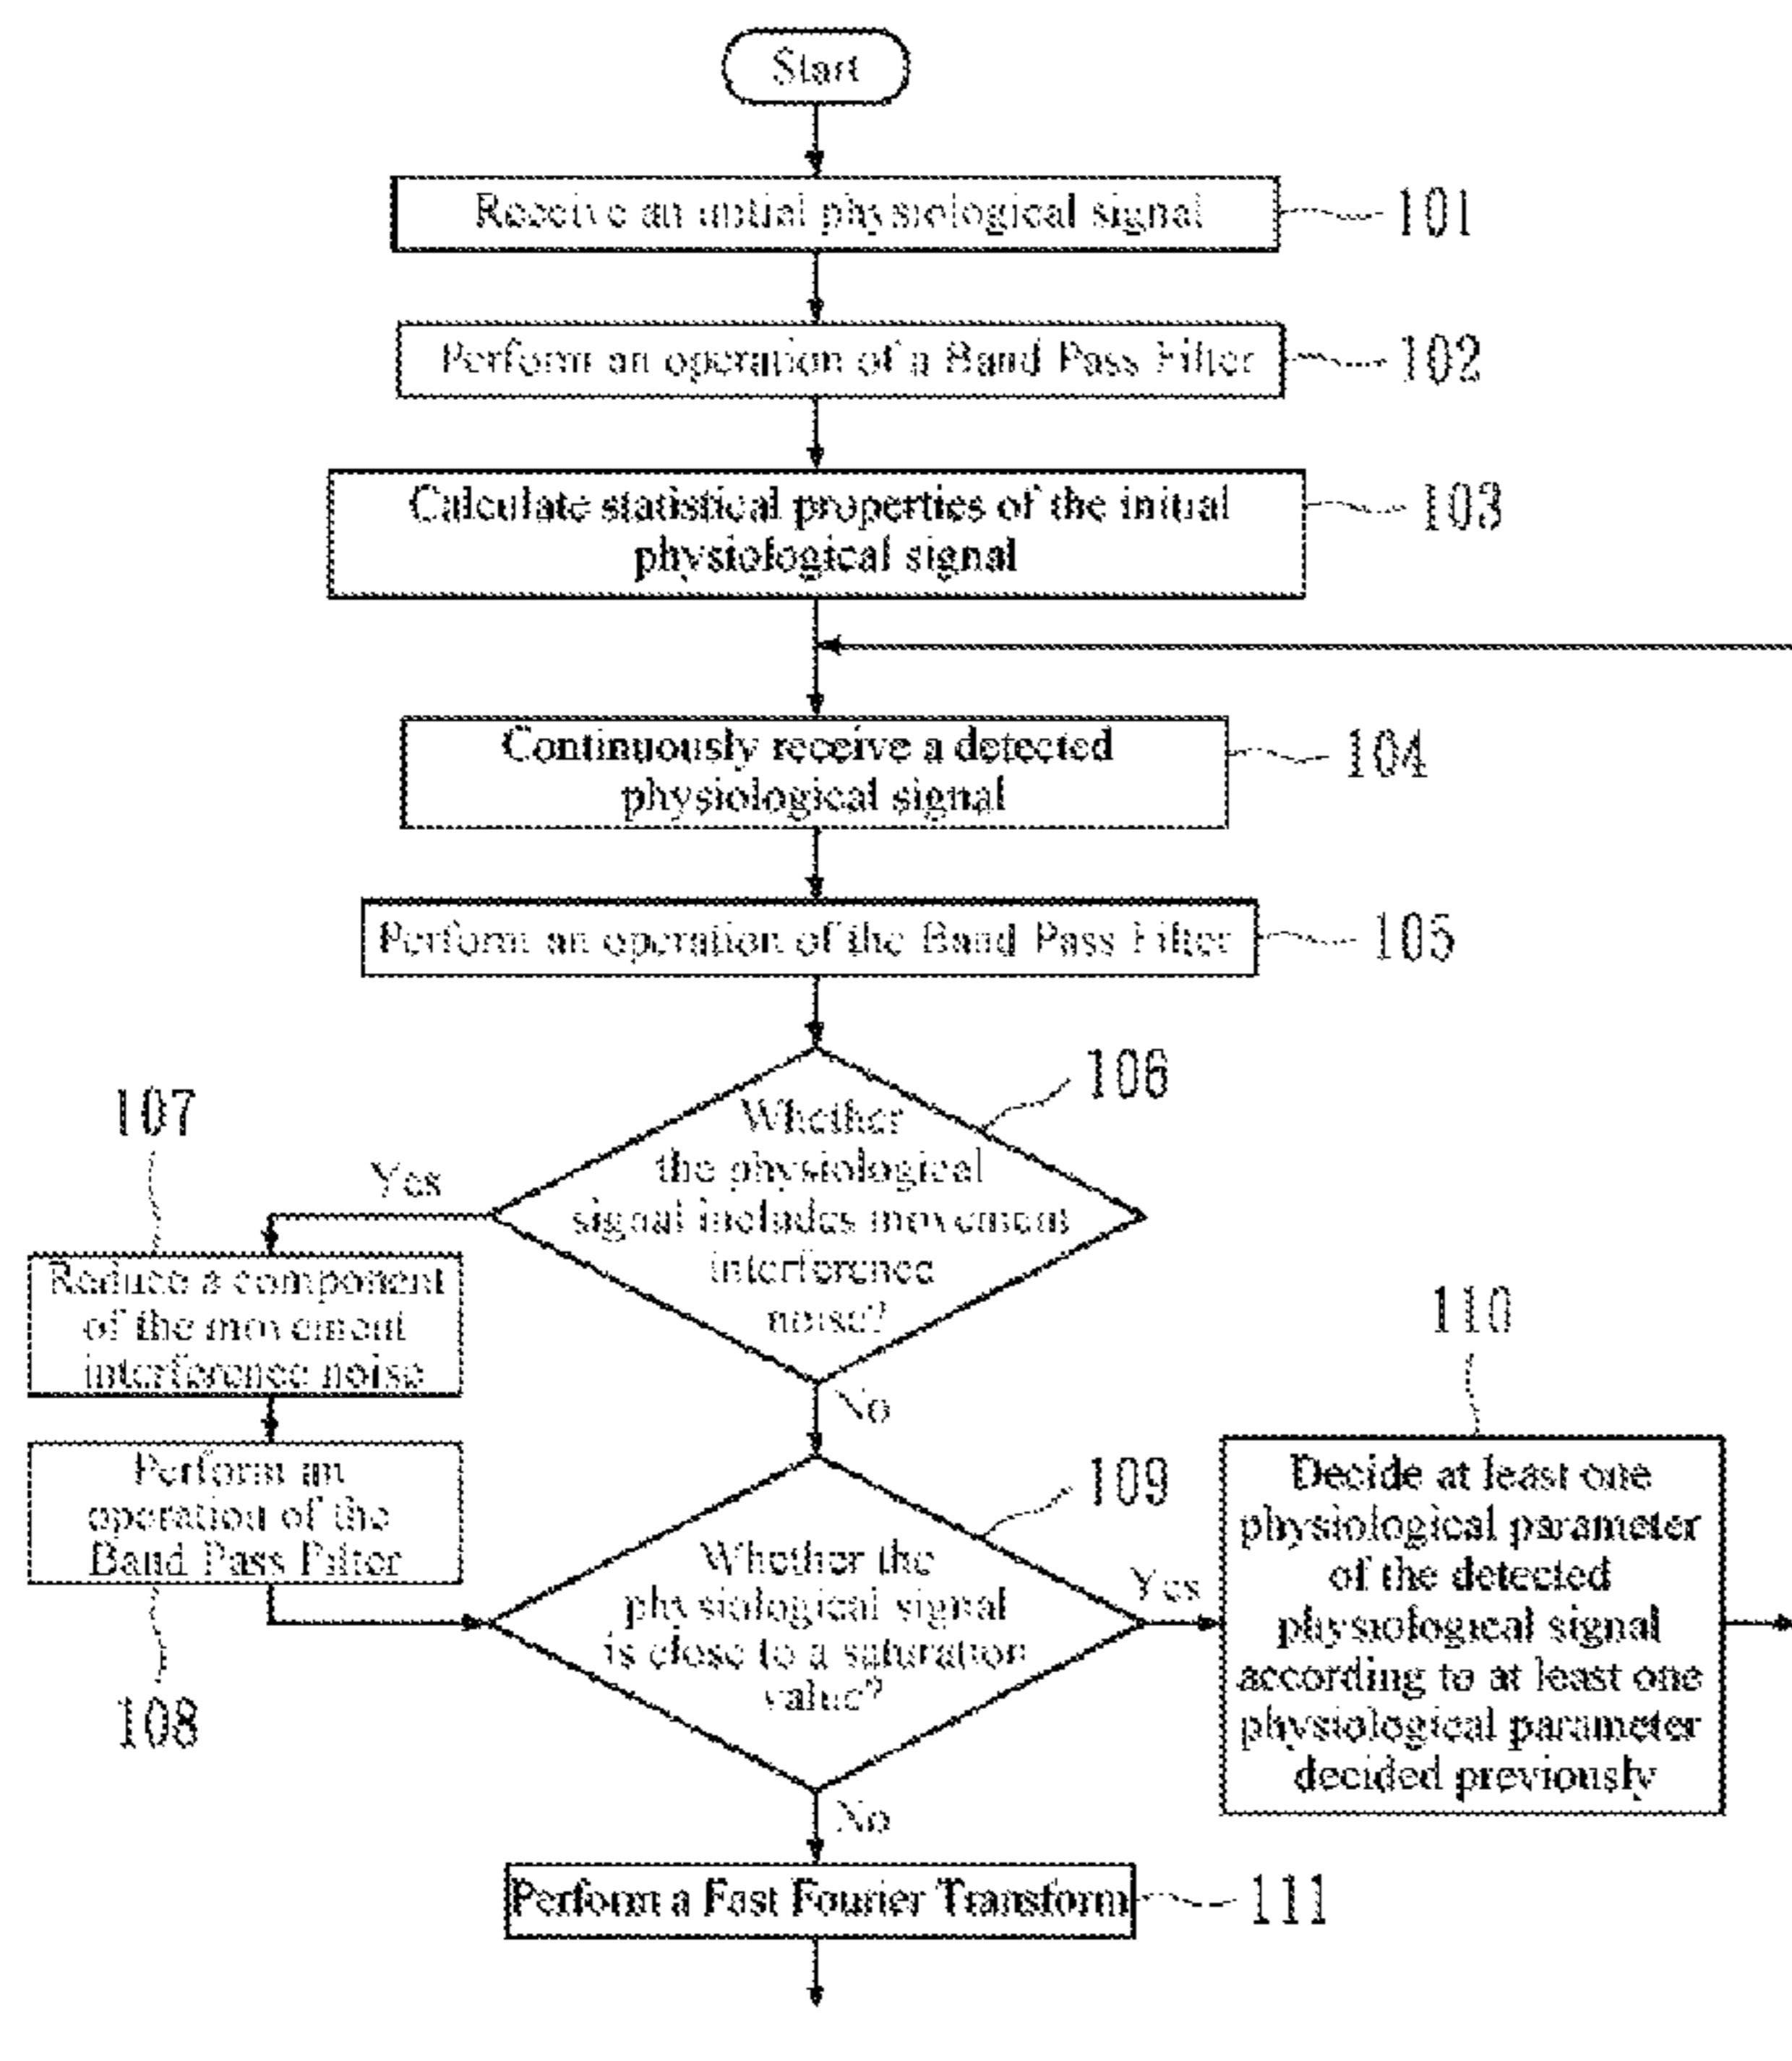 Start
Receive an initial physiological signal
101
Perform an operation of a Band Pass Filter
102
Calculate statistical properties of the initial
physiological signal
103
Continuously receive a detected
physiological signal
104
Perform an operation of the Band Pass Filter
105
Whether
the physiological
signal includes movement
interference
noise?
106
Yes
107
Reduce a component
of the movement
interference noise
No
Perform an
operation of the
Band Pass Filter
108
Whether the
physiological signal
is close to a saturation
value?
109
Yes
110
Decide at least one
physiological parameter
of the detected
physiological signal
according to at least one
physiological parameter
decided previously
No
Perform a Fast Fourier Transform
111